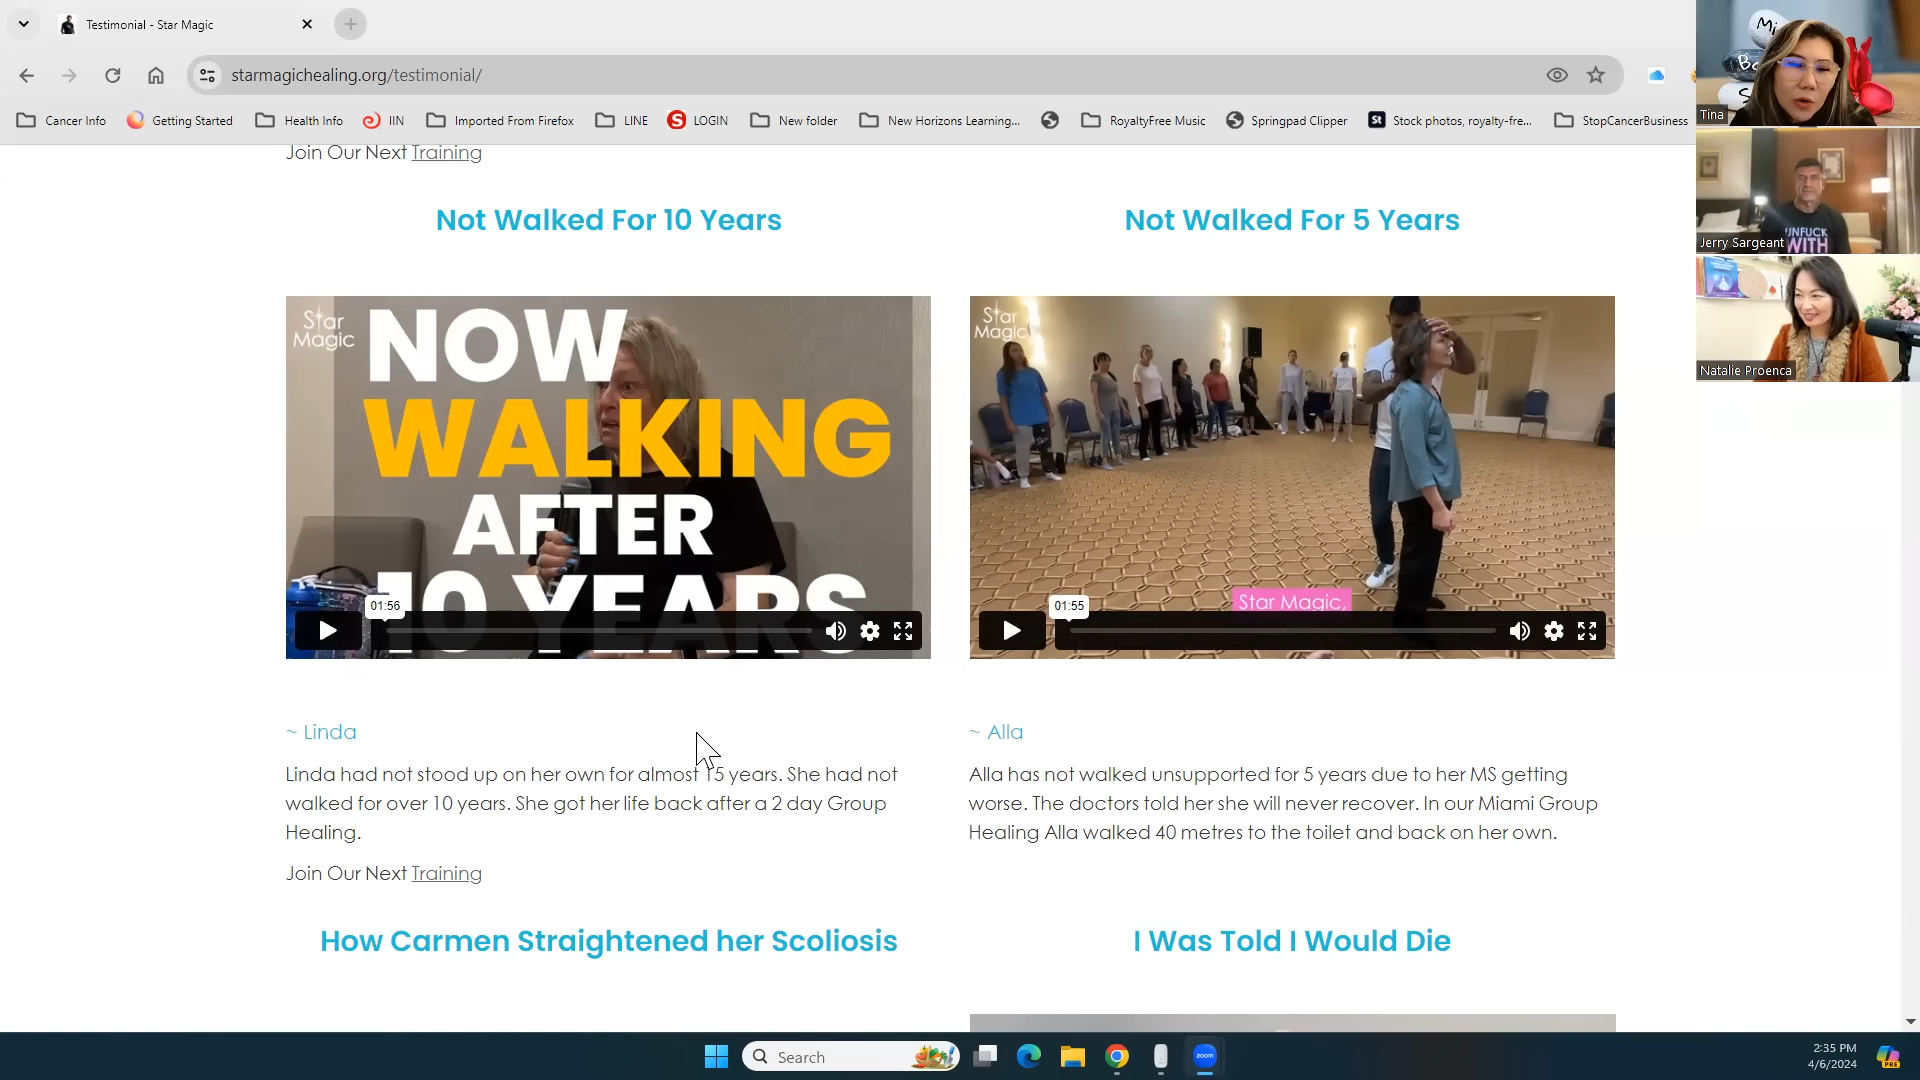 Testimonial - Star Magic
starmagichealing.org/testimonial/
Cancer Info
Getting Started
Health Info
IIN
Imported From Firefox
LINE
LOGIN
New folder
New Horizons Learning...
RoyaltyFree Music
Springpad Clipper
Stock photos, royalty-fre...
StopCancerBusiness
Join Our Next Training
Not Walked For 10 Years
Not Walked For 5 Years
Star
Magic
NOW
WALKING
AFTER
10 YEARS
01:56
Star
Magic
Star Magic,
01:55
~ Linda
Linda had not stood up on her own for almost 15 years. She had not
walked for over 10 years. She got her life back after a 2 day Group
Healing.
Join Our Next Training
~ Alla
Alla has not walked unsupported for 5 years due to her MS getting
worse. The doctors told her she will never recover. In our Miami Group
Healing Alla walked 40 metres to the toilet and back on her own.
How Carmen Straightened her Scoliosis
I Was Told I Would Die
Tina
UNFUCK
WITH
Jerry Sargeant
Natalie Proenca
Search
zoom
2:35 PM
4/6/2024
PRE